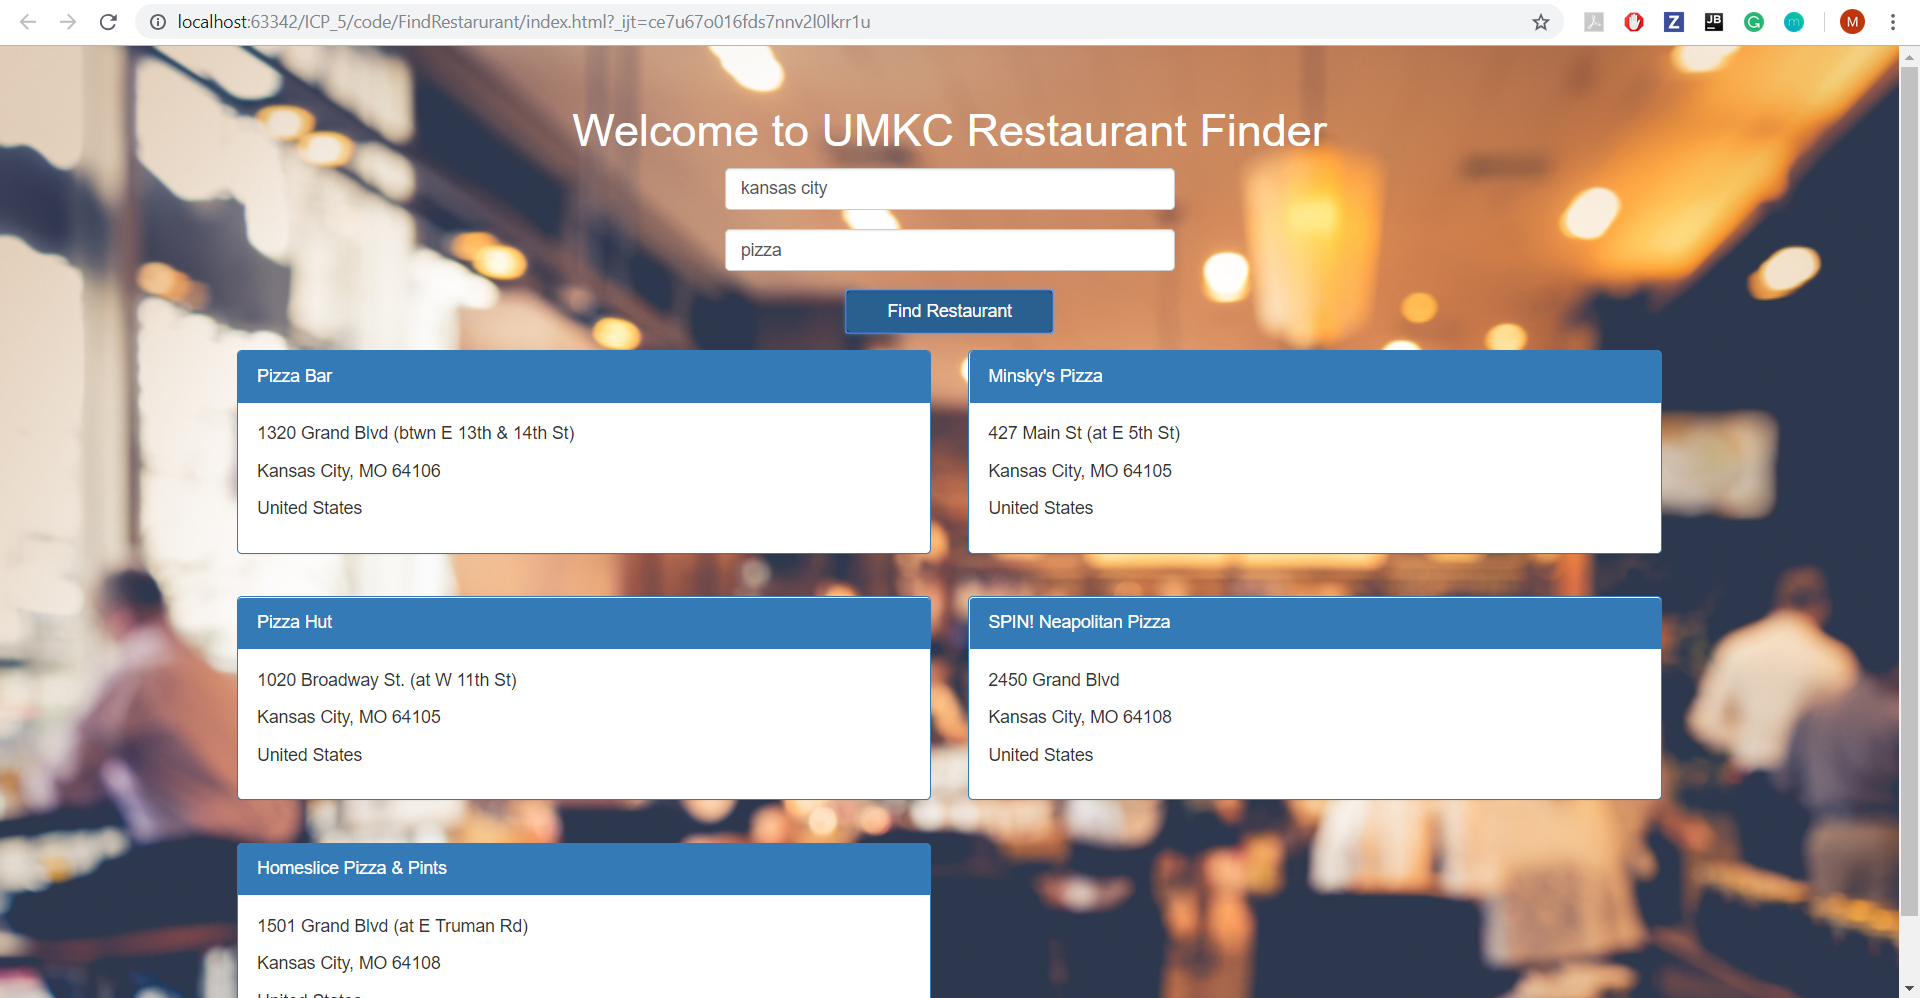 localhost:63342/ICP_5/code/FindRestarurant/index.html?_ijt=ce7u67o016fds7nnv2l0lkrr1u
Z
JB
G
m
M
Welcome to UMKC Restaurant Finder
kansas city
pizza
Find Restaurant
Pizza Bar
1320 Grand Blvd (btwn E 13th & 14th St)
Kansas City, MO 64106
United States
Minsky's Pizza
427 Main St (at E 5th St)
Kansas City, MO 64105
United States
Pizza Hut
1020 Broadway St. (at W 11th St)
Kansas City, MO 64105
United States
SPIN! Neapolitan Pizza
2450 Grand Blvd
Kansas City, MO 64108
United States
Homeslice Pizza & Pints
1501 Grand Blvd (at E Truman Rd)
Kansas City, MO 64108
United States